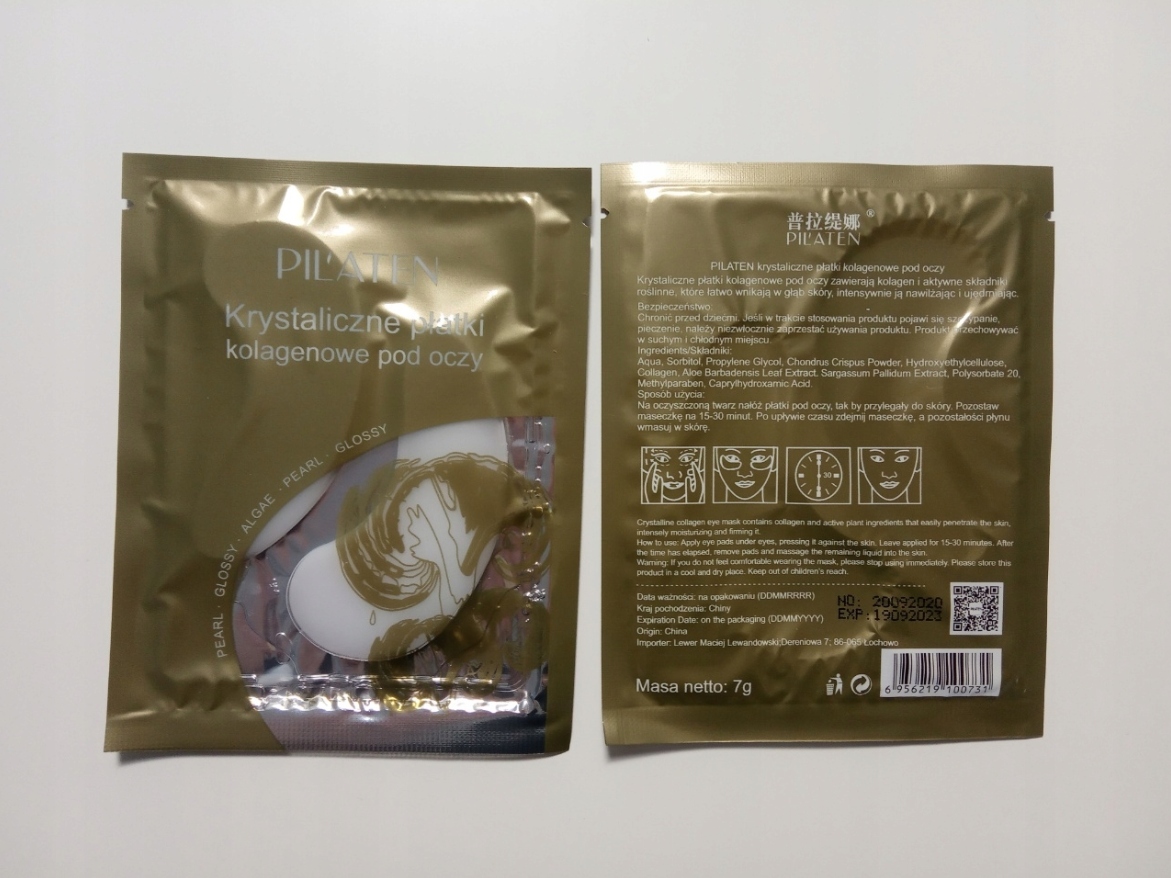 PIL'ATEN
Krystaliczne płatki
kolagenowe pod oczy
PEARL · GLOSSY · ALGAE · PEARL · GLOSSY
普拉缇娜®
PIL'ATEN
PILATEN krystaliczne płatki kolagenowe pod oczy
Krystaliczne płatki kolagenowe pod oczy zawierają kolagen i aktywne składniki
roślinne, które łatwo wnikają w głąb skóry, intensywnie ją nawilżając i ujędrniając.
Bezpieczeństwo:
Chronić przed dziećmi. Jeśli w trakcie stosowania produktu pojawi się szczypanie,
pieczenie, należy niezwłocznie zaprzestać używania produktu. Produkt przechowywać
w suchym i chłodnym miejscu.
Ingredients/Składniki:
Aqua, Sorbitol, Propylene Glycol, Chondrus Crispus Powder, Hydroxyethylcellulose,
Collagen, Aloe Barbadensis Leaf Extract. Sargassum Pallidum Extract, Polysorbate 20,
Methylparaben, Caprylhydroxamic Acid.
Sposób użycia:
Na oczyszczoną twarz nałóż płatki pod oczy, tak by przylegały do skóry. Pozostaw
maseczkę na 15-30 minut. Po upływie czasu zdejmij maseczkę, a pozostałości płynu
wmasuj w skórę.
30
Crystalline collagen eye mask contains collagen and active plant ingredients that easily penetrate the skin,
intensely moisturizing and firming it.
How to use: Apply eye pads under eyes, pressing it against the skin. Leave applied for 15-30 minutes. After
the time has elapsed, remove pads and massage the remaining liquid into the skin.
Warning: If you do not feel comfortable wearing the mask, please stop using immediately. Please store this
product in a cool and dry place. Keep out of children's reach.
Data ważności: na opakowaniu (DDMMRRRR)
Kraj pochodzenia: Chiny
Expiration Date: on the packaging (DDMMYYYY)
Origin: China
Importer: Lewer Maciej Lewandowski;Dereniowa 7; 86-065 Łochowo
NO: 20092020
EXP:19092023
Masa netto: 7g
6 956219 100731